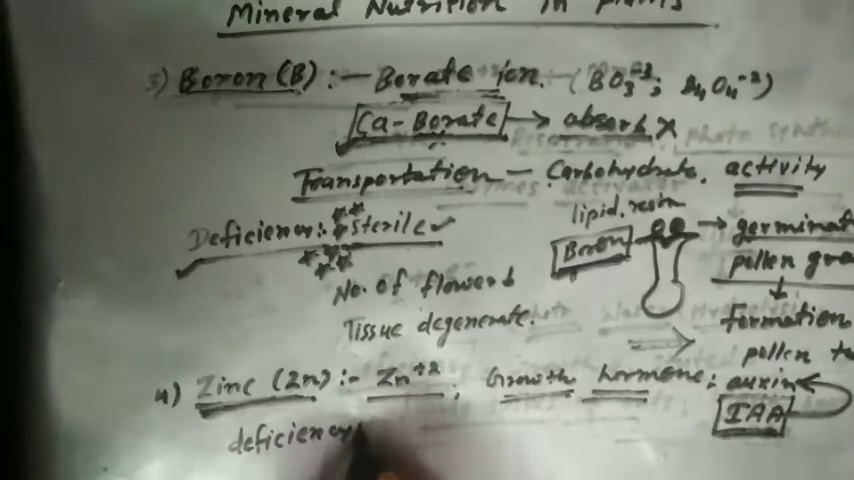 Mineral Nutrition in plants
3) Boron (B) :- Borate ion. (BO3-3; B4O4-2)
Ca-Borate → absorb x
Transportation - Carbohydrate. activity
lipid.
Deficiency: sterile ✓
Boron → germinat
pollen gra
↓
No. of flower ↓
Tissue degenerate.
formation
pollen tu
4) Zinc (Zn) :- Zn+2; Growth hormone; auxin
IAA
deficiency